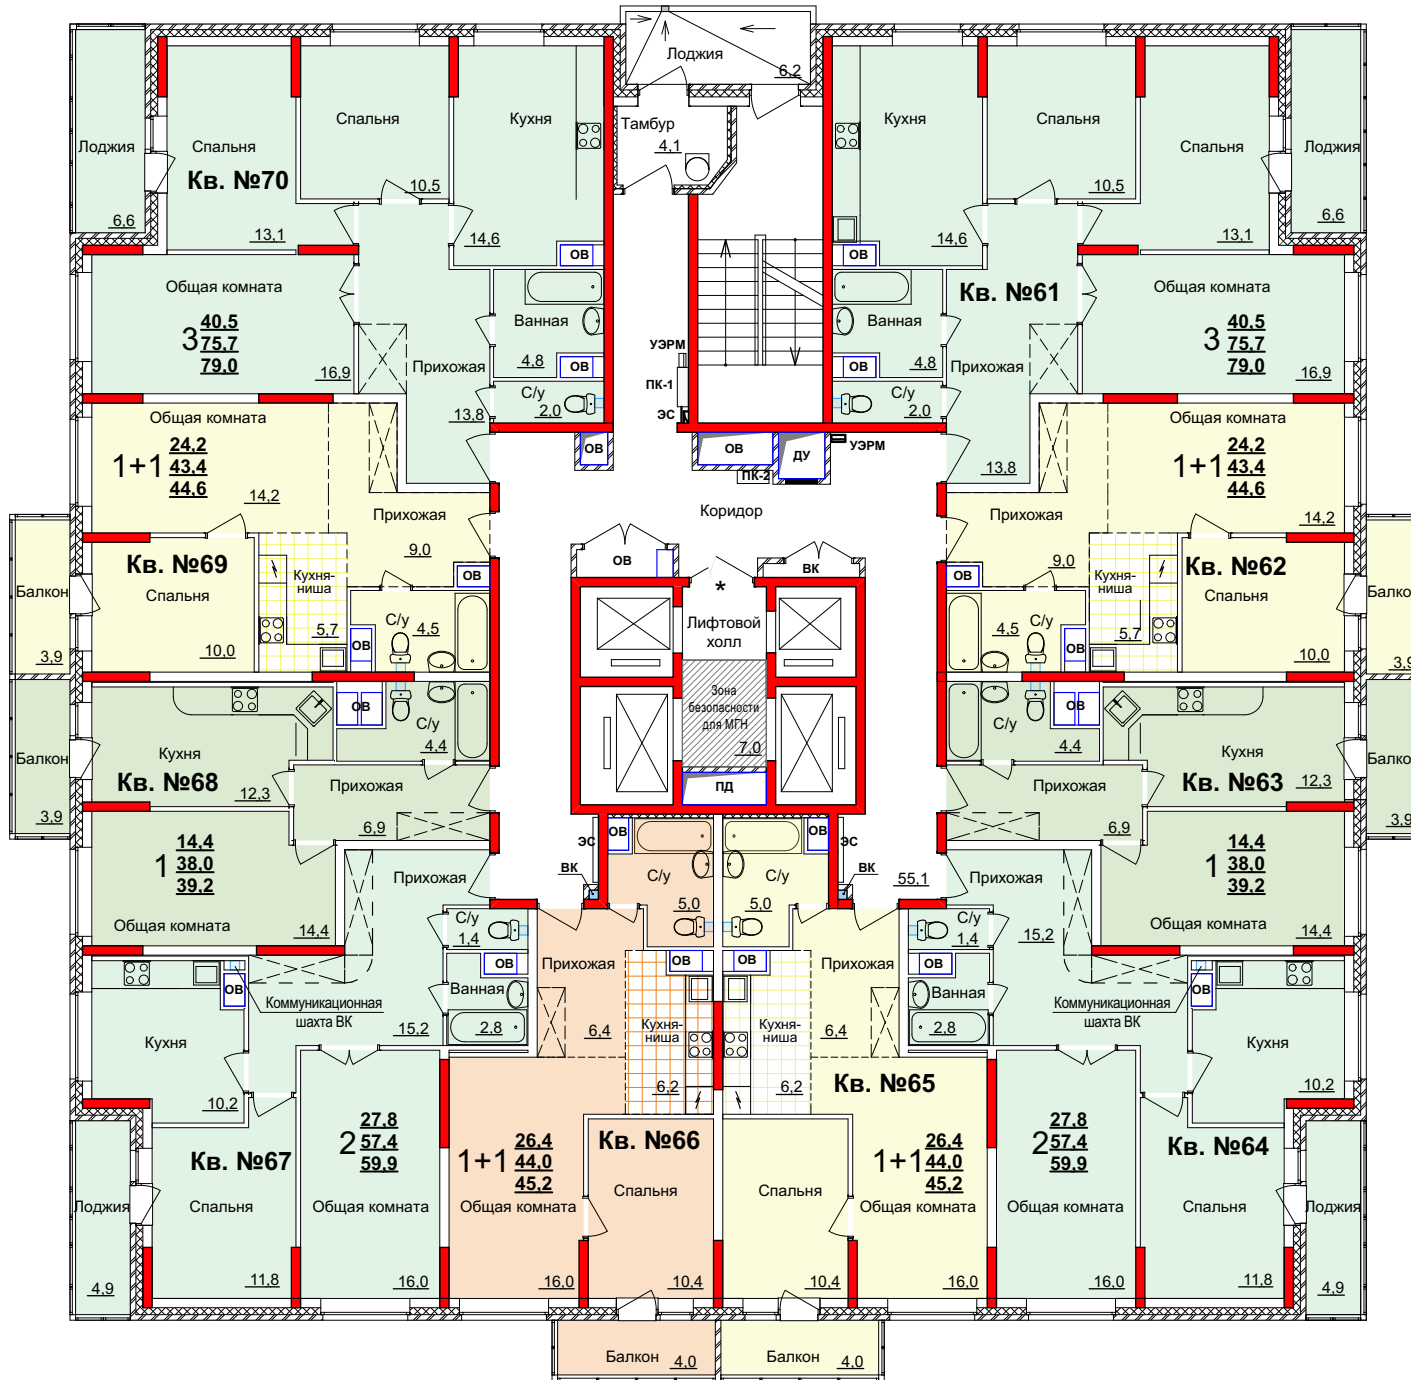 Лоджия
6,2
Тамбур
4,1
Лоджия
6,6
Спальня
Кв. №70
13,1
Спальня
10,5
Кухня
14,6
ОВ
Ванная
4,8
ОВ
С/у
2,0
Общая комната
3
40,5
75,7
79,0
16,9
Прихожая
13,8
Кухня
14,6
ОВ
Спальня
10,5
Спальня
13,1
Лоджия
6,6
Кв. №61
Ванная
4,8
ОВ
С/у
2,0
Общая комната
3
40,5
75,7
79,0
16,9
Прихожая
13,8
УЭРМ
ПК-1
ЭС
ОВ
ОВ
ДУ
УЭРМ
ПК-2
Коридор
ОВ
ВК
*
Лифтовой
холл
Зона
безопасности
для МГН
7,0
ПД
Общая комната
1+1
24,2
43,4
44,6
14,2
Прихожая
9,0
Кв. №69
Спальня
10,0
Кухня-
ниша
5,7
ОВ
ОВ
С/у
4,5
Балкон
3,9
Общая комната
1+1
24,2
43,4
44,6
14,2
Прихожая
9,0
Кв. №62
Спальня
10,0
Кухня-
ниша
5,7
ОВ
ОВ
С/у
4,5
Балко
3,9
Балкон
3,9
Кухня
Кв. №68
12,3
ОВ
С/у
4,4
Прихожая
6,9
1
14,4
38,0
39,2
Общая комната
14,4
С/у
4,4
ОВ
Кухня
Кв. №63
12,3
Балко
3,9
Прихожая
6,9
1
14,4
38,0
39,2
Общая комната
14,4
ЭС
ВК
ОВ
С/у
5,0
ОВ
С/у
5,0
ЭС
ВК
55,1
Прихожая
С/у
1,4
ОВ
Ванная
2,8
ОВ
Коммуникационная
шахта ВК
15,2
Кухня
10,2
Кв. №67
Спальня
11,8
2
27,8
57,4
59,9
Общая комната
16,0
Лоджия
4,9
Прихожая
6,4
ОВ
Кухня-
ниша
6,2
Кв. №66
1+1
26,4
44,0
45,2
Общая комната
16,0
Спальня
10,4
Балкон
4,0
ОВ
Прихожая
6,4
Кухня-
ниша
6,2
Кв. №65
1+1
26,4
44,0
45,2
Общая комната
16,0
Спальня
10,4
Балкон
4,0
Прихожая
С/у
1,4
15,2
ОВ
Ванная
2,8
ОВ
Коммуникационная
шахта ВК
Кухня
10,2
2
27,8
57,4
59,9
Общая комната
16,0
Кв. №64
Спальня
11,8
Лоджия
4,9